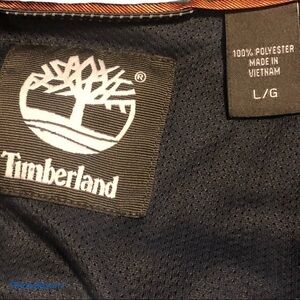 ®
Timberland
100% POLYESTER
MADE IN
VIETNAM
L/G